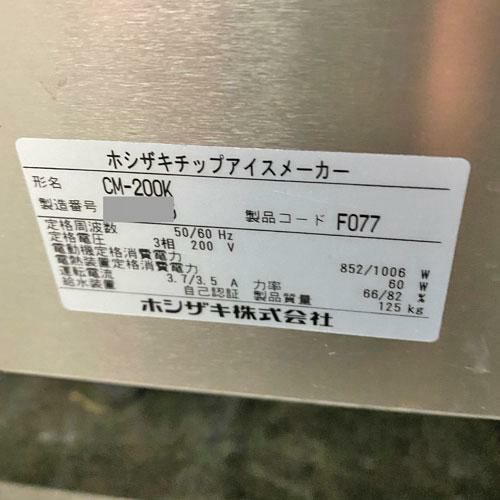 ホシザキチップアイスメーカー
形名 CM-200K
製造番号 製品コード F077
定格周波数 50/60 Hz
定格電圧 3相 200 V
電動機定格消費電力 852/1006 W
電熱装置定格消費電力 60 W
運転電流 3.7/3.5 A 力率 66/82 %
給水装置 自己認証 製品質量 125 kg
ホシザキ株式会社